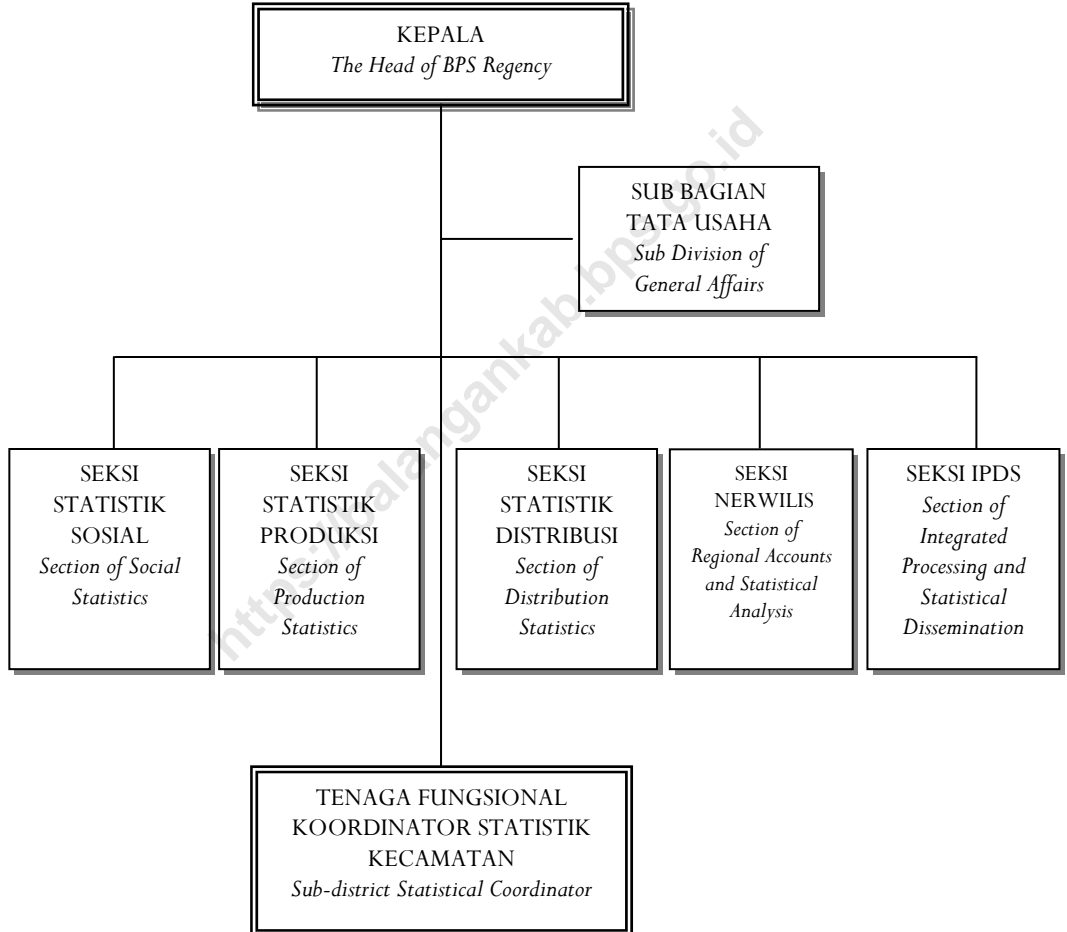 KEPALA
The Head of BPS Regency
SUB BAGIAN
TATA USAHA
Sub Division of
General Affairs
SEKSI
STATISTIK
SOSIAL
Section of Social
Statistics
SEKSI
STATISTIK
PRODUKSI
Section of
Production
Statistics
SEKSI
STATISTIK
DISTRIBUSI
Section of
Distribution
Statistics
SEKSI
NERWILIS
Section of
Regional Accounts
and Statistical
Analysis
SEKSI IPDS
Section of
Integrated
Processing and
Statistical
Dissemination
TENAGA FUNGSIONAL
KOORDINATOR STATISTIK
KECAMATAN
Sub-district Statistical Coordinator
https://balangankab.bps.go.id